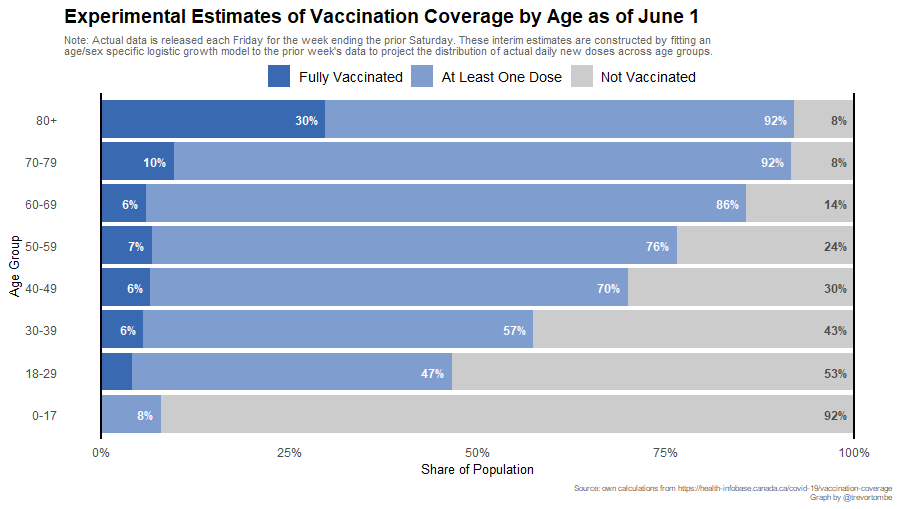 Experimental Estimates of Vaccination Coverage by Age as of June 1
Note: Actual data is released each Friday for the week ending the prior Saturday. These interim estimates are constructed by fitting an
age/sex specific logistic growth model to the prior week's data to project the distribution of actual daily new doses across age groups.
Fully Vaccinated At Least One Dose Not Vaccinated
Age Group
80+ 30% 92% 8%
70-79 10% 92% 8%
60-69 6% 86% 14%
50-59 7% 76% 24%
40-49 6% 70% 30%
30-39 6% 57% 43%
18-29 47% 53%
0-17 8% 92%
0% 25% 50% 75% 100%
Share of Population
Source: own calculations from https://health-infobase.canada.ca/covid-19/vaccination-coverage
Graph by @trevortombe